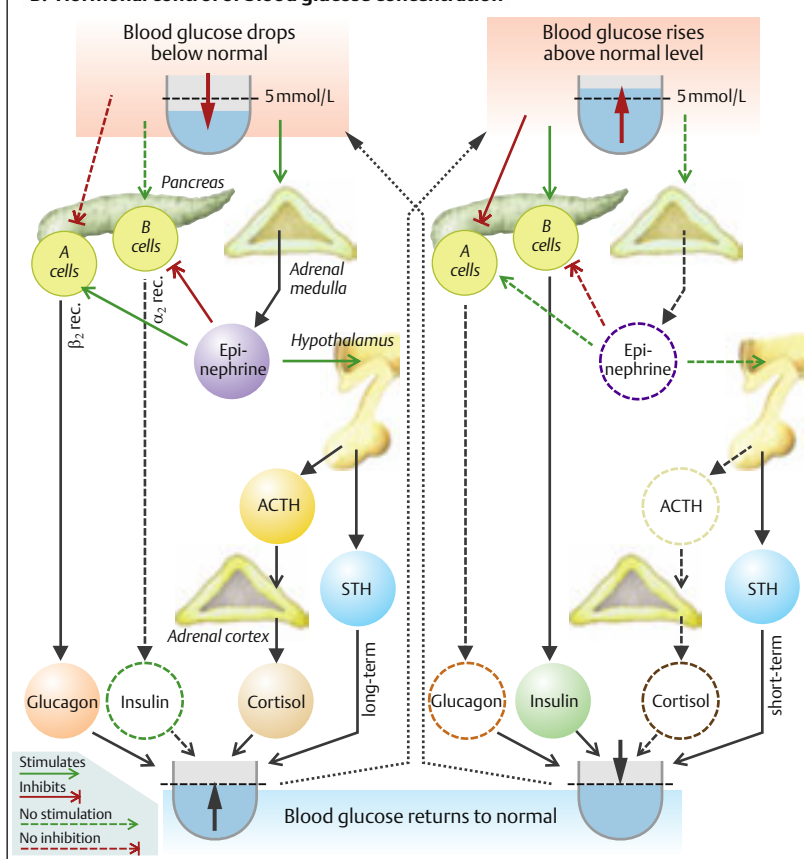 Blood glucose drops
below normal
5 mmol/L
Pancreas
A
cells
B
cells
β2 rec.
α2 rec.
Adrenal
medulla
Epi-
nephrine
Hypothalamus
ACTH
STH
Adrenal cortex
long-term
Glucagon
Insulin
Cortisol
Blood glucose rises
above normal level
5 mmol/L
A
cells
B
cells
Epi-
nephrine
ACTH
STH
short-term
Glucagon
Insulin
Cortisol
Stimulates
Inhibits
No stimulation
No inhibition
Blood glucose returns to normal